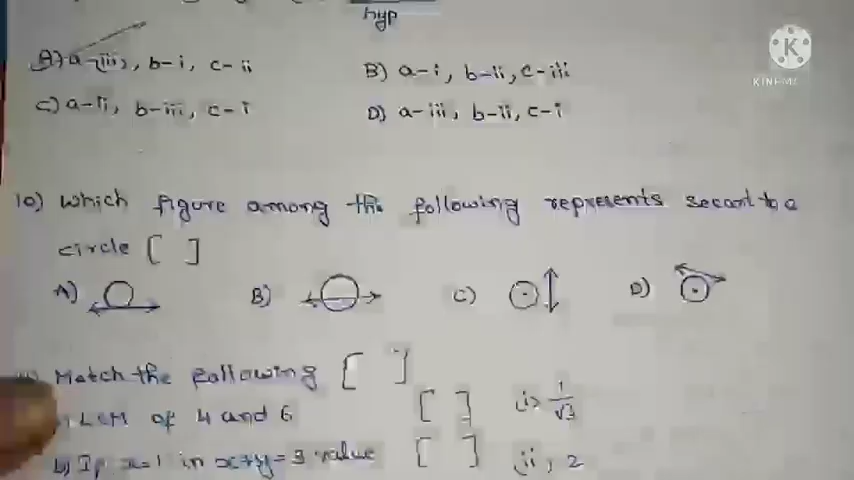 hyp
A) a-(iii), b-i, c-ii
B) a-i, b-ii, c-iii
C) a-ii, b-iii, c-i
D) a-iii, b-ii, c-i
K
KINEMA
10) Which figure among the following represents secant to a
circle [ ]
A)
B)
C)
D)
Match the following [ ]
LCM of 4 and 6 [ ] (i) 1/√3
b) If x=1 in x+y=3 value [ ] (ii, 2